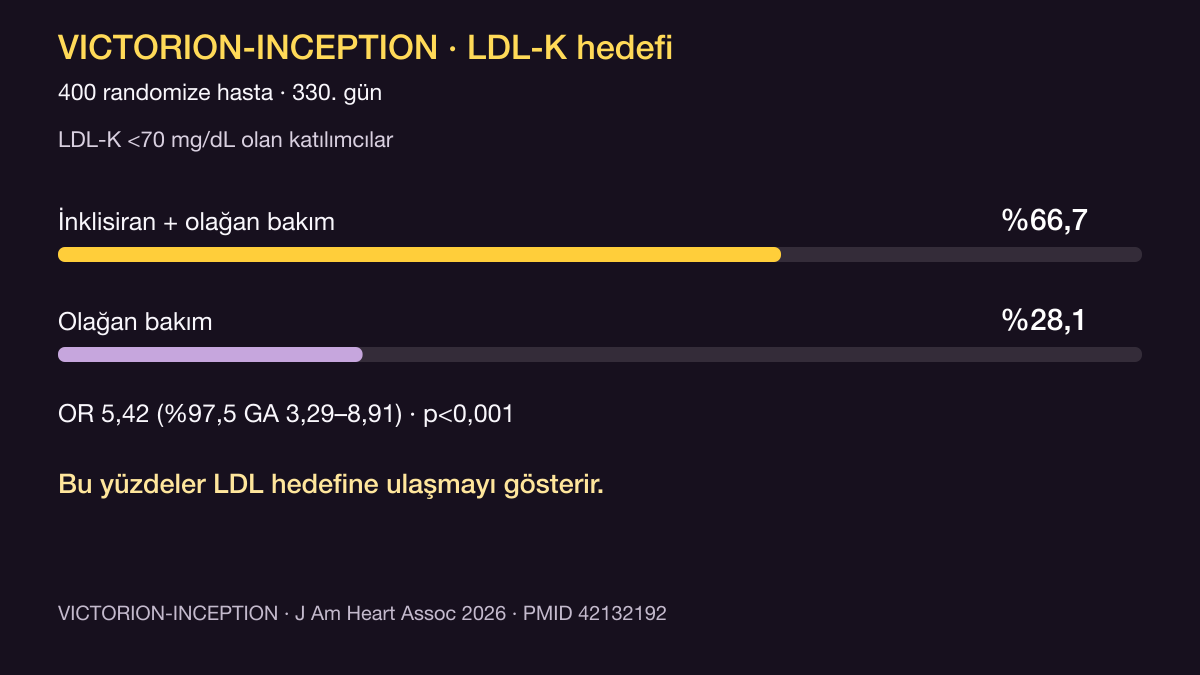 VICTORION-INCEPTION · LDL-K hedefi
400 randomize hasta · 330. gün
LDL-K <70 mg/dL olan katılımcılar
İnklisiran + olağan bakım %66,7
Olağan bakım %28,1
OR 5,42 (%97,5 GA 3,29–8,91) · p<0,001
Bu yüzdeler LDL hedefine ulaşmayı gösterir.
VICTORION-INCEPTION · J Am Heart Assoc 2026 · PMID 42132192